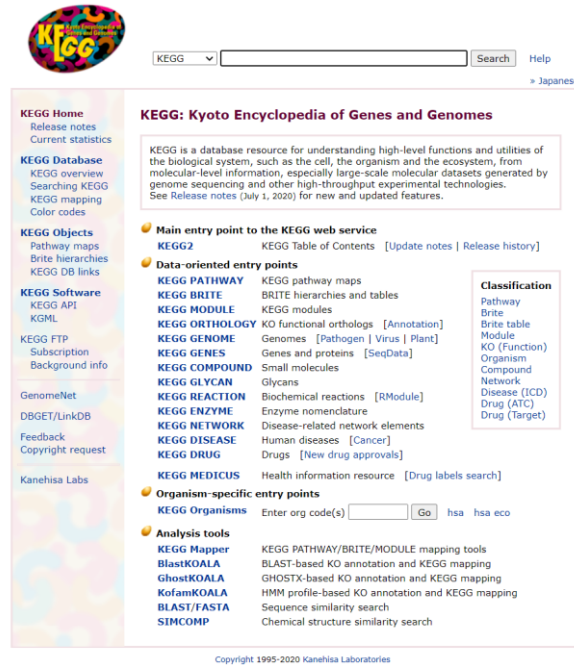 KEGG
Kyoto Encyclopedia of
Genes and Genomes
KEGG
Search
Help
» Japanes
KEGG Home
Release notes
Current statistics
KEGG Database
KEGG overview
Searching KEGG
KEGG mapping
Color codes
KEGG Objects
Pathway maps
Brite hierarchies
KEGG DB links
KEGG Software
KEGG API
KGML
KEGG FTP
Subscription
Background info
GenomeNet
DBGET/LinkDB
Feedback
Copyright request
Kanehisa Labs
KEGG: Kyoto Encyclopedia of Genes and Genomes
KEGG is a database resource for understanding high-level functions and utilities of
the biological system, such as the cell, the organism and the ecosystem, from
molecular-level information, especially large-scale molecular datasets generated by
genome sequencing and other high-throughput experimental technologies.
See Release notes (July 1, 2020) for new and updated features.
Main entry point to the KEGG web service
KEGG2 KEGG Table of Contents [Update notes | Release history]
Data-oriented entry points
KEGG PATHWAY KEGG pathway maps
KEGG BRITE BRITE hierarchies and tables
KEGG MODULE KEGG modules
KEGG ORTHOLOGY KO functional orthologs [Annotation]
KEGG GENOME Genomes [Pathogen | Virus | Plant]
KEGG GENES Genes and proteins [SeqData]
KEGG COMPOUND Small molecules
KEGG GLYCAN Glycans
KEGG REACTION Biochemical reactions [RModule]
KEGG ENZYME Enzyme nomenclature
KEGG NETWORK Disease-related network elements
KEGG DISEASE Human diseases [Cancer]
KEGG DRUG Drugs [New drug approvals]
KEGG MEDICUS Health information resource [Drug labels search]
Classification
Pathway
Brite
Brite table
Module
KO (Function)
Organism
Compound
Network
Disease (ICD)
Drug (ATC)
Drug (Target)
Organism-specific entry points
KEGG Organisms Enter org code(s) Go hsa hsa eco
Analysis tools
KEGG Mapper KEGG PATHWAY/BRITE/MODULE mapping tools
BlastKOALA BLAST-based KO annotation and KEGG mapping
GhostKOALA GHOSTX-based KO annotation and KEGG mapping
KofamKOALA HMM profile-based KO annotation and KEGG mapping
BLAST/FASTA Sequence similarity search
SIMCOMP Chemical structure similarity search
Copyright 1995-2020 Kanehisa Laboratories